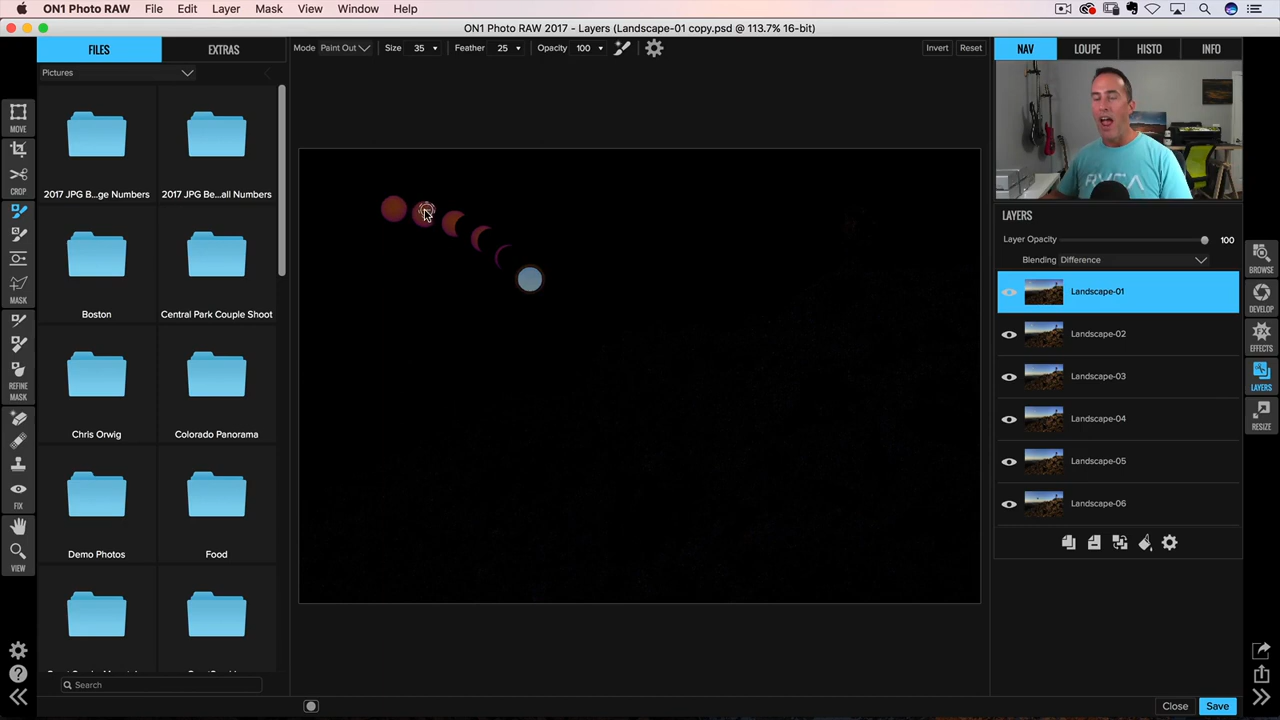 ON1 Photo RAW File Edit Layer Mask View Window Help
ON1 Photo RAW 2017 - Layers (Landscape-01 copy.psd @ 113.7% 16-bit)
FILES EXTRAS
Mode Paint Out Size 35 Feather 25 Opacity 100 Invert Reset
NAV LOUPE HISTO INFO
Pictures
MOVE
CROP
MASK
REFINE
MASK
FIX
VIEW
2017 JPG B...ge Numbers 2017 JPG Be...all Numbers
Boston Central Park Couple Shoot
Chris Orwig Colorado Panorama
Demo Photos Food
Search
RVCA
LAYERS
Layer Opacity 100
Blending Difference
Landscape-01
Landscape-02
Landscape-03
Landscape-04
Landscape-05
Landscape-06
BROWSE
DEVELOP
EFFECTS
LAYERS
RESIZE
Close Save